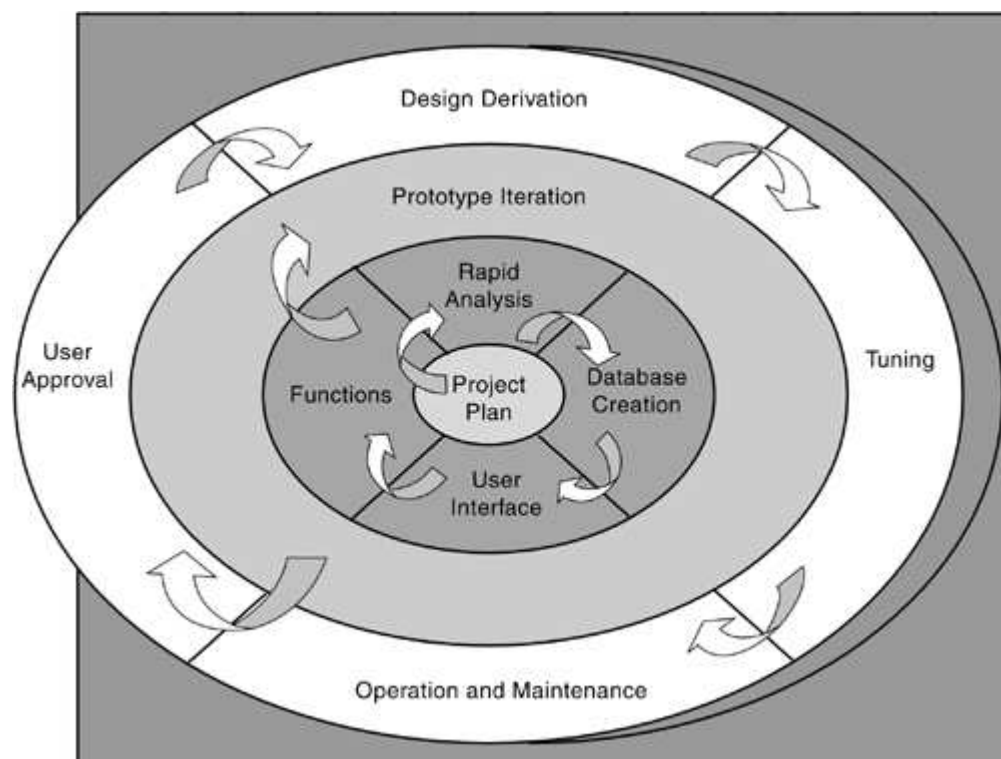 Design Derivation
Prototype Iteration
Rapid
Analysis
User
Approval
Functions
Project
Plan
Database
Creation
Tuning
User
Interface
Operation and Maintenance